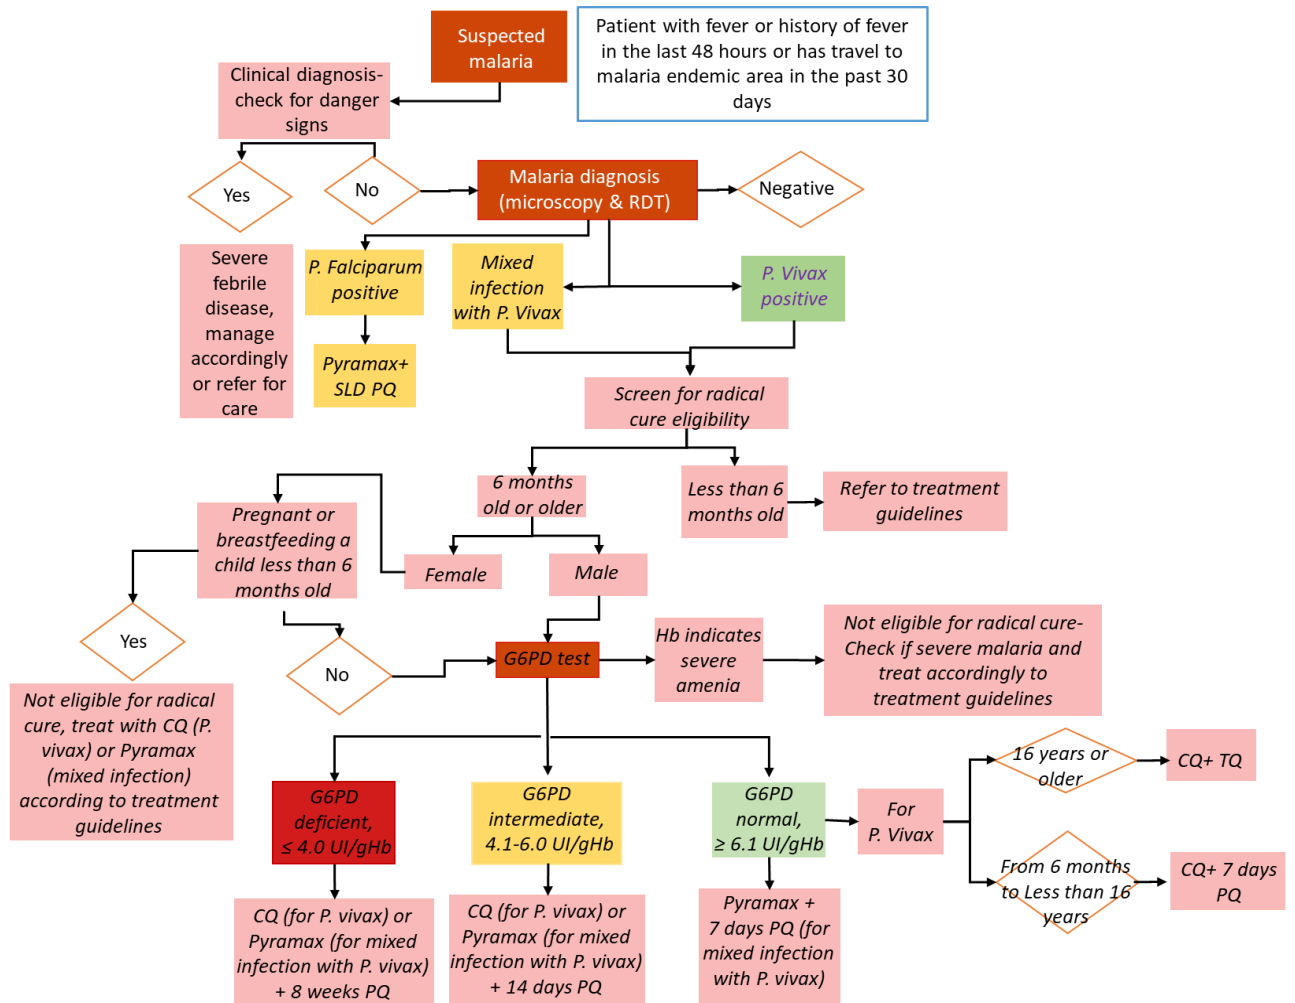 Suspected
malaria
Patient with fever or history of fever
in the last 48 hours or has travel to
malaria endemic area in the past 30
days
Clinical diagnosis-
check for danger
signs
Yes
No
Malaria diagnosis
(microscopy & RDT)
Negative
Severe
febrile
disease,
manage
accordingly
or refer for
care
P. Falciparum
positive
Mixed
infection
with P. Vivax
P. Vivax
positive
Pyramax+
SLD PQ
Screen for radical
cure eligibility
6 months
old or older
Less than 6
months old
Refer to treatment
guidelines
Pregnant or
breastfeeding a
child less than 6
months old
Female
Male
Yes
No
G6PD test
Hb indicates
severe
amenia
Not eligible for radical cure-
Check if severe malaria and
treat accordingly to
treatment guidelines
Not eligible for radical
cure, treat with CQ (P.
vivax) or Pyramax
(mixed infection)
according to treatment
guidelines
G6PD
deficient,
≤ 4.0 UI/gHb
G6PD
intermediate,
4.1-6.0 UI/gHb
G6PD
normal,
≥ 6.1 UI/gHb
For
P. Vivax
16 years or
older
CQ+ TQ
From 6 months
to Less than 16
years
CQ+ 7 days
PQ
CQ (for P. vivax) or
Pyramax (for mixed
infection with P. vivax)
+ 8 weeks PQ
CQ (for P. vivax) or
Pyramax (for mixed
infection with P. vivax)
+ 14 days PQ
Pyramax +
7 days PQ (for
mixed infection
with P. vivax)